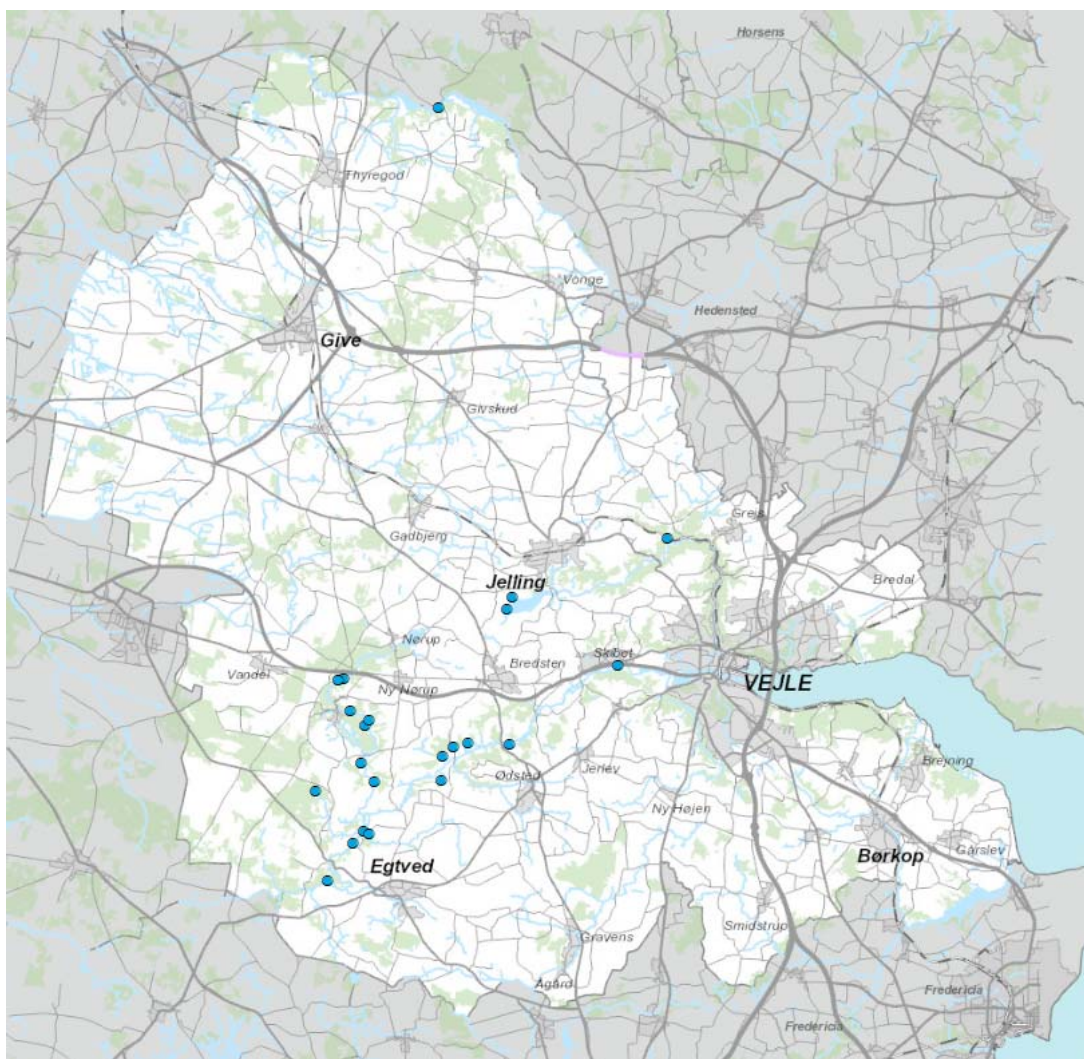 Horsens
Thyregod
Vonge
Hedensted
Give
Givskud
Grejs
Gadbjerg
Jelling
Bredal
Nørup
Skibet
Bredsten
Vandel
Ny Nørup
VEJLE
Brejning
Jerlev
Ødsted
Ny Højen
Børkop
Gårslev
Egtved
Smidstrup
Gravens
Ågård
Fredericia
Fredericia